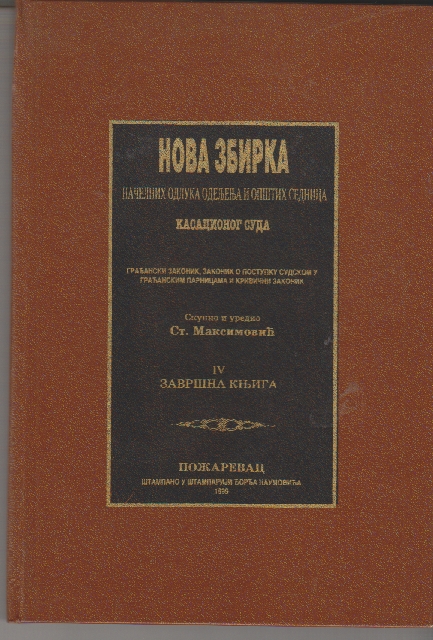 НОВА ЗБИРКА
НАЧЕЛНИХ ОДЛУКА ОДЕЉЕЊА И ОПШТИХ СЕДНИЦА
КАСАЦИОНОГ СУДА
ГРАЂАНСКИ ЗАКОНИК, ЗАКОНИК О ПОСТУПКУ СУДСКОМ У
ГРАЂАНСКИМ ПАРНИЦАМА И КРИВИЧНИ ЗАКОНИК
Скупио и уредио
Ст. Максимовић
IV
ЗАВРШНА КЊИГА
ПОЖАРЕВАЦ
ШТАМПАНО У ШТАМПАРИЈИ ЂОРЂА НАУМОВИЋА